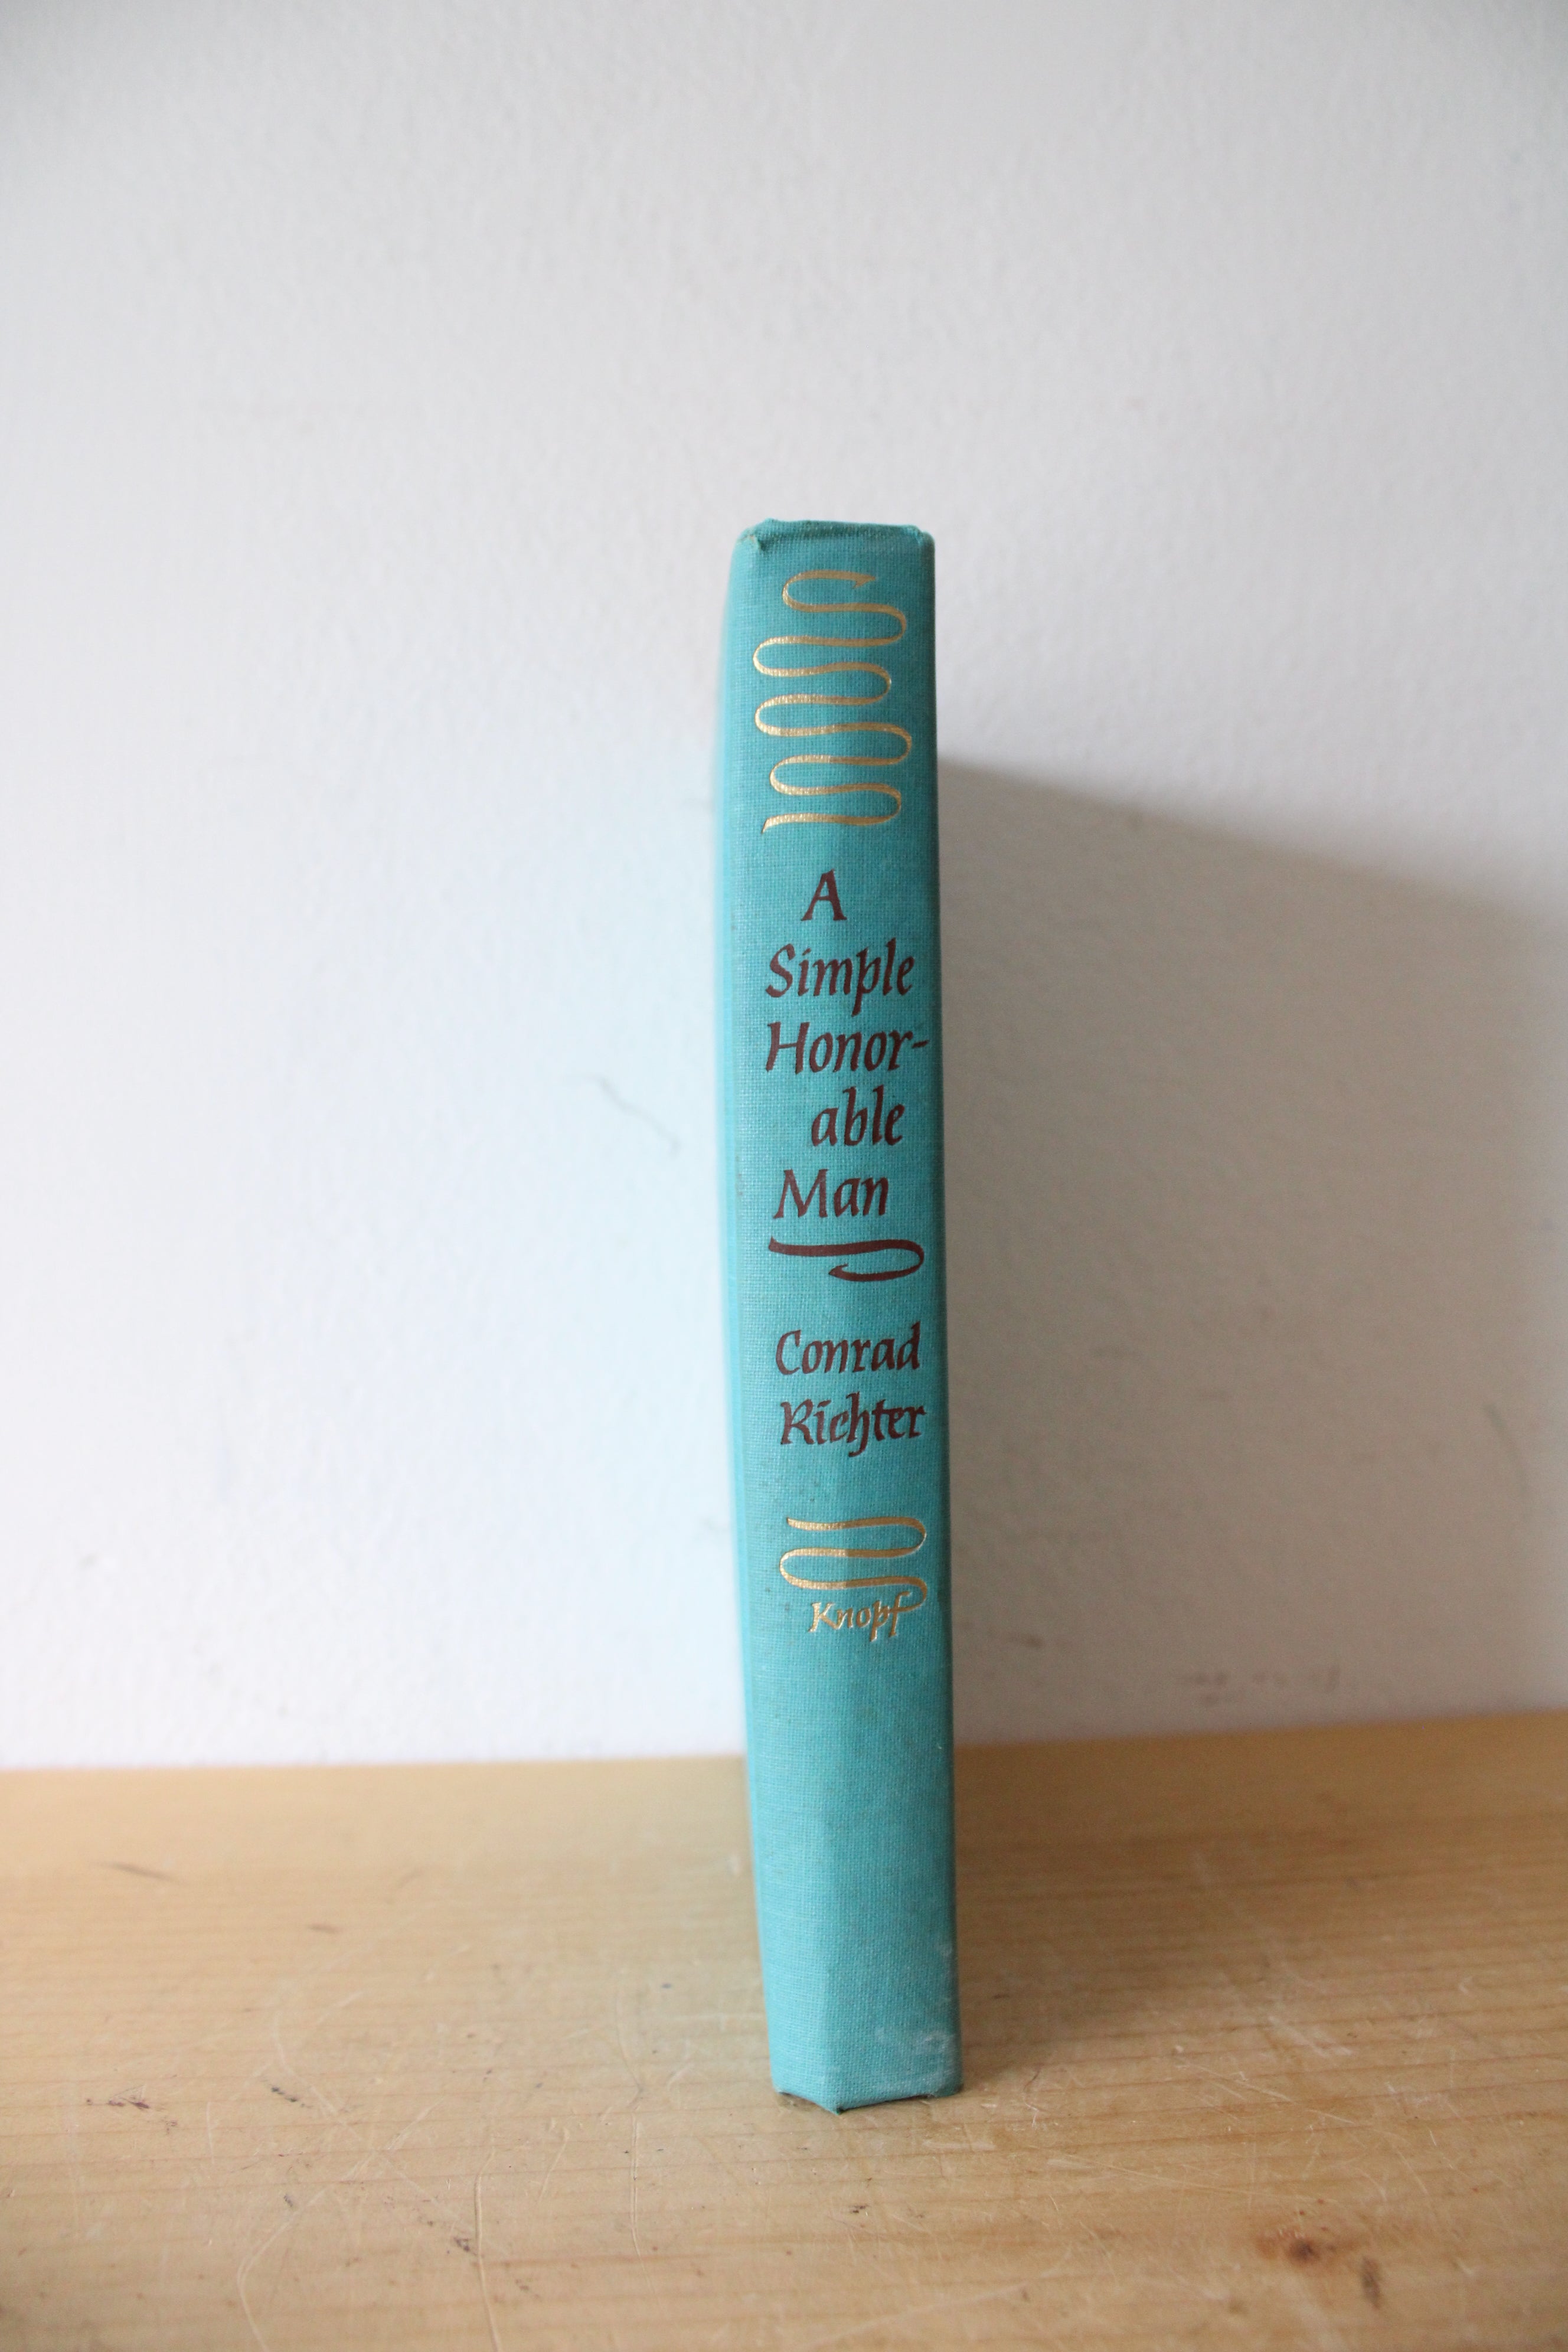 A
Simple
Honor-
able
Man
Conrad
Richter
Knopf